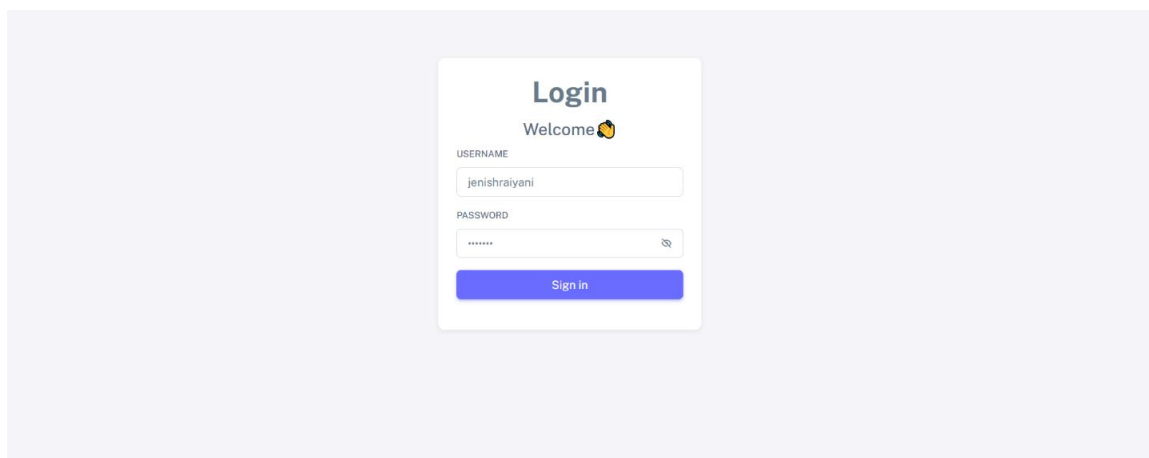 Login
Welcome👋
USERNAME
jenishraiyani
PASSWORD
•••••••
Sign in